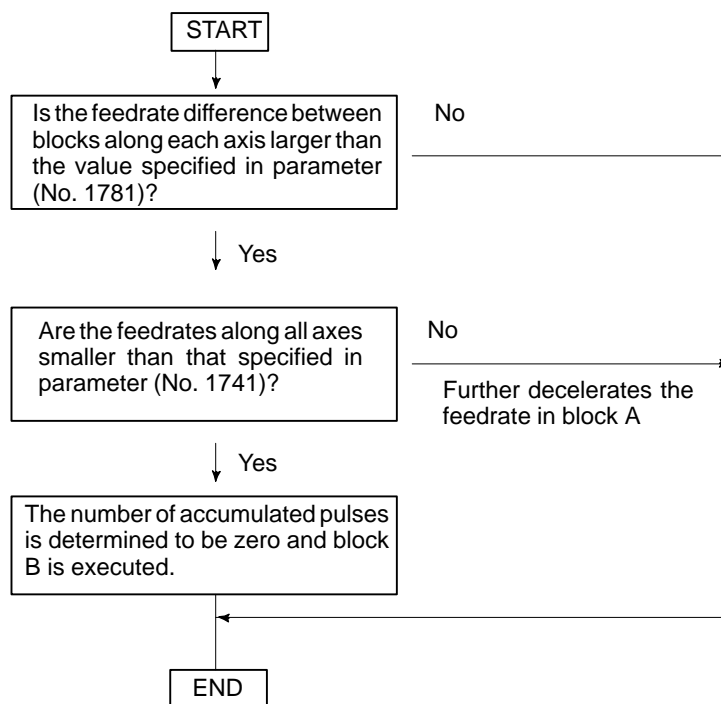 START
Is the feedrate difference between
blocks along each axis larger than
the value specified in parameter
(No. 1781)?
No
Yes
Are the feedrates along all axes
smaller than that specified in
parameter (No. 1741)?
No
Further decelerates the
feedrate in block A
Yes
The number of accumulated pulses
is determined to be zero and block
B is executed.
END